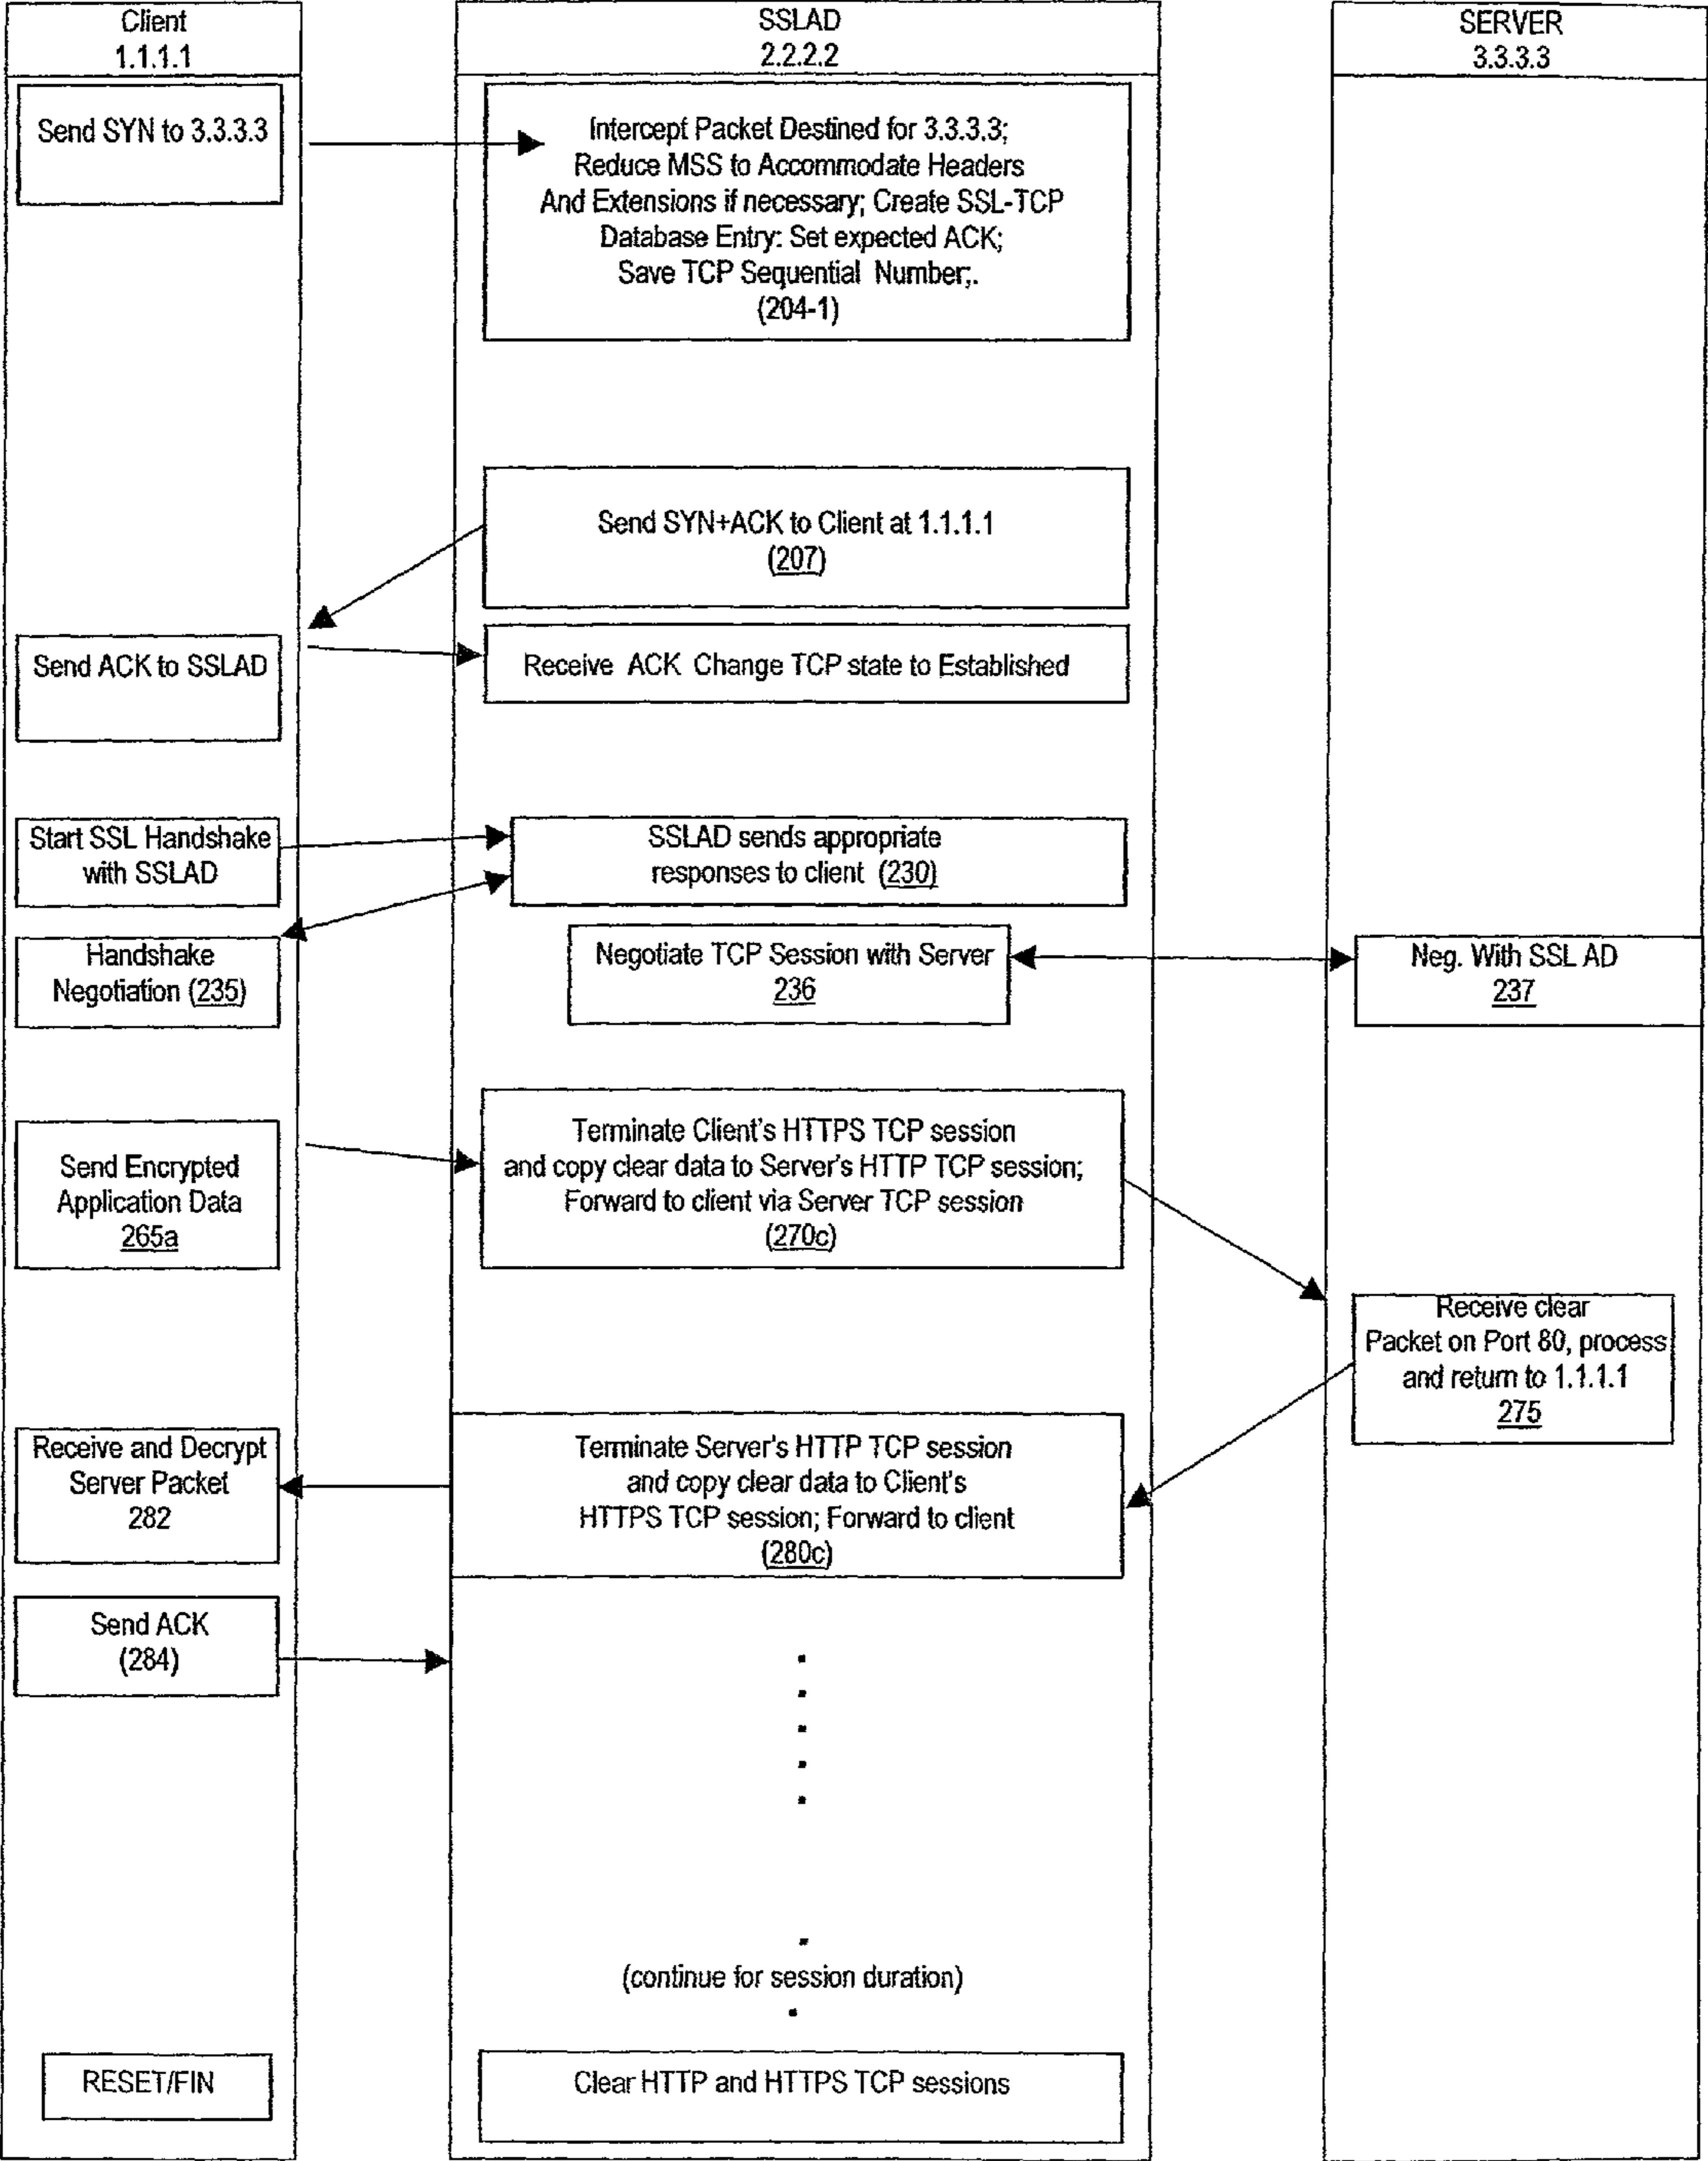 Client
1.1.1.1
SSLAD
2.2.2.2
SERVER
3.3.3.3
Send SYN to 3.3.3.3
Intercept Packet Destined for 3.3.3.3;
Reduce MSS to Accommodate Headers
And Extensions if necessary; Create SSL-TCP
Database Entry: Set expected ACK;
Save TCP Sequential Number;.
(204-1)
Send SYN+ACK to Client at 1.1.1.1
(207)
Send ACK to SSLAD
Receive ACK Change TCP state to Established
Start SSL Handshake
with SSLAD
SSLAD sends appropriate
responses to client (230)
Handshake
Negotiation (235)
Negotiate TCP Session with Server
236
Neg. With SSL AD
237
Send Encrypted
Application Data
265a
Terminate Client's HTTPS TCP session
and copy clear data to Server's HTTP TCP session;
Forward to client via Server TCP session
(270c)
Receive clear
Packet on Port 80, process
and return to 1.1.1.1
275
Receive and Decrypt
Server Packet
282
Terminate Server's HTTP TCP session
and copy clear data to Client's
HTTPS TCP session; Forward to client
(280c)
Send ACK
(284)
(continue for session duration)
RESET/FIN
Clear HTTP and HTTPS TCP sessions